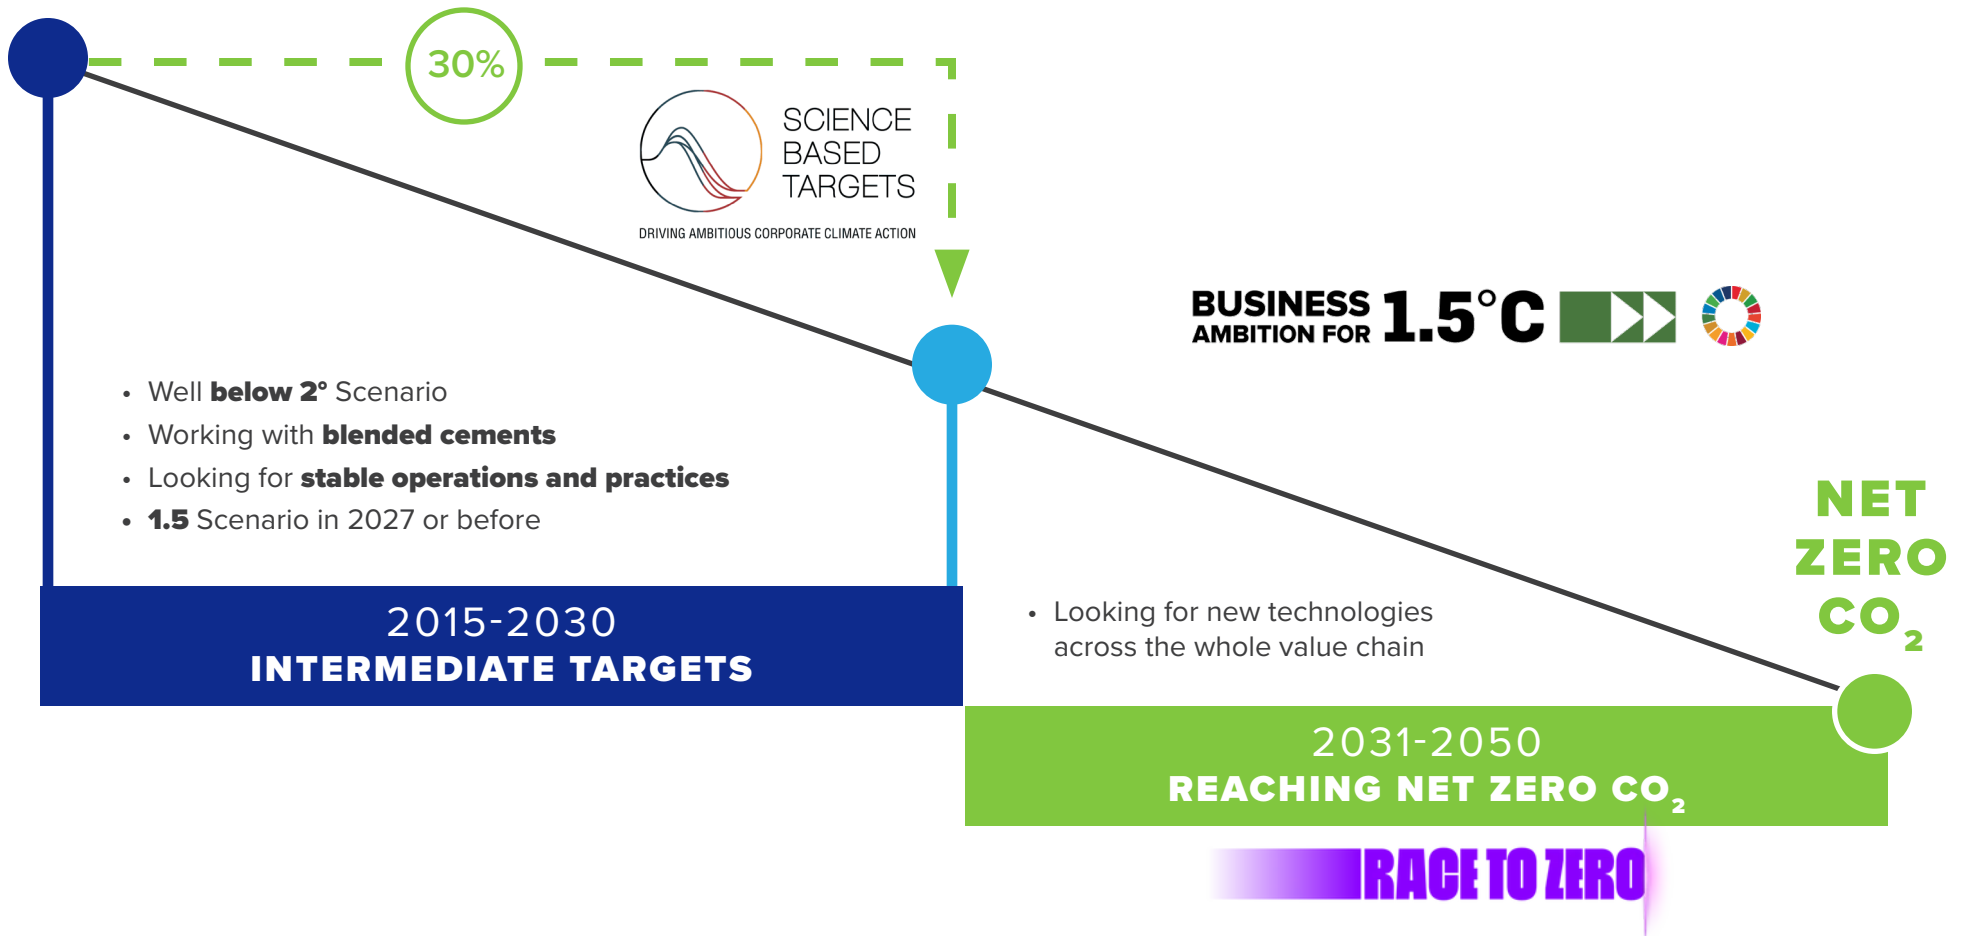 30%
SCIENCE
BASED
TARGETS
DRIVING AMBITIOUS CORPORATE CLIMATE ACTION
BUSINESS
AMBITION FOR
1.5°C
• Well below 2° Scenario
• Working with blended cements
• Looking for stable operations and practices
• 1.5 Scenario in 2027 or before
NET
ZERO
CO₂
2015-2030
INTERMEDIATE TARGETS
• Looking for new technologies
across the whole value chain
2031-2050
REACHING NET ZERO CO₂
RACE TO ZERO